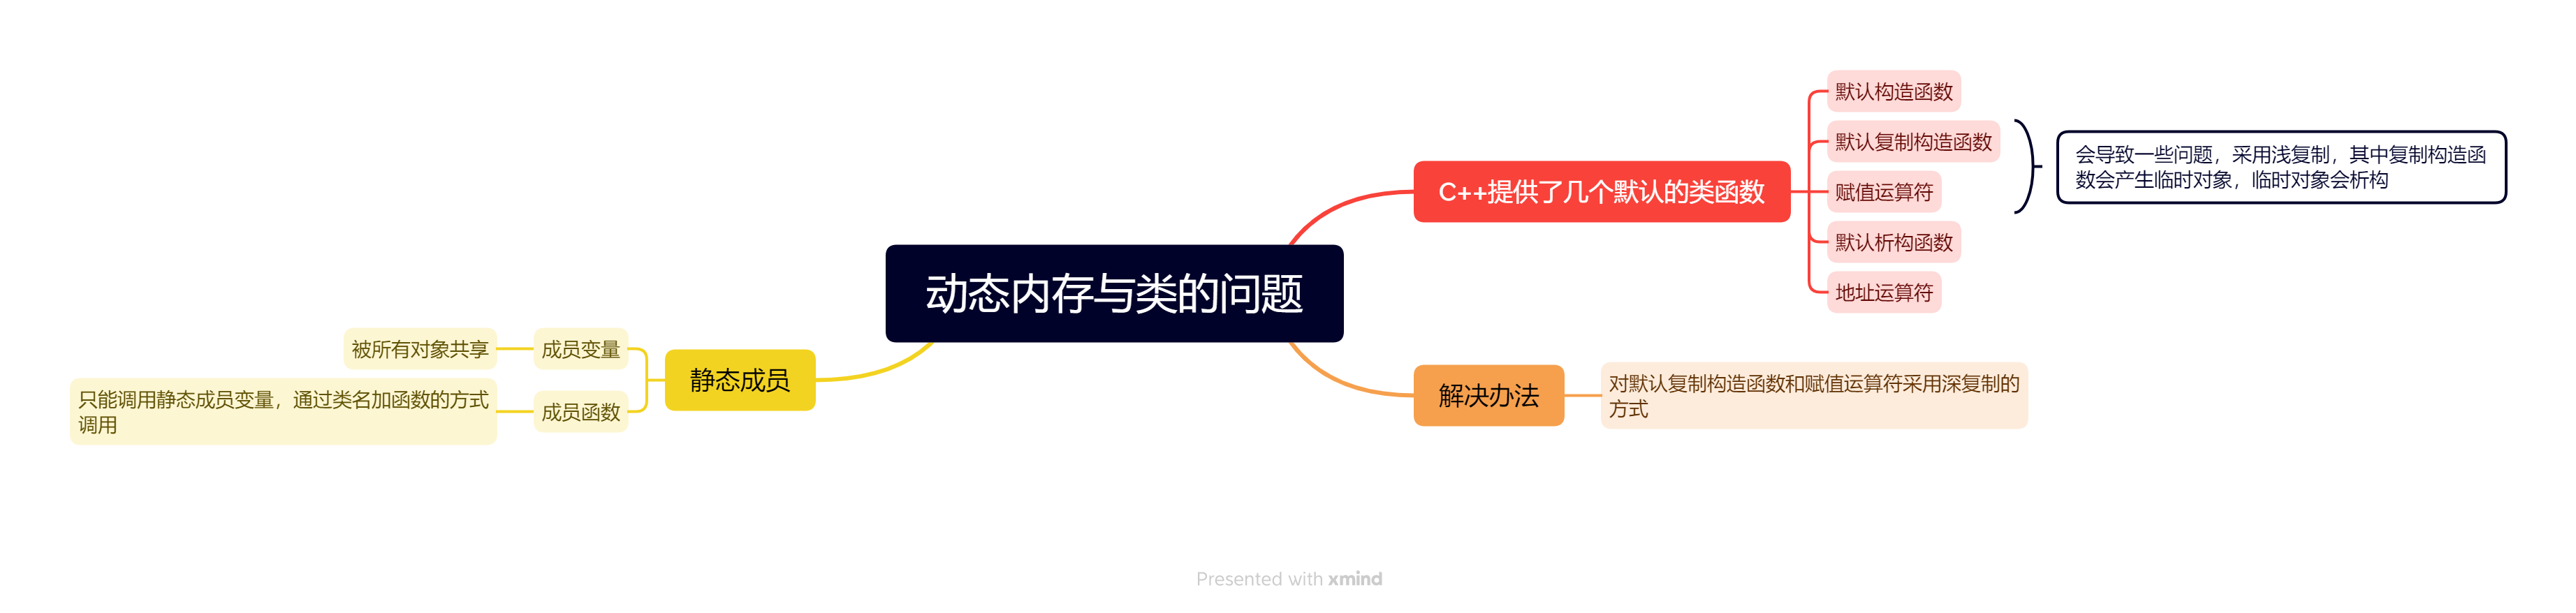 动态内存与类的问题
C++提供了几个默认的类函数
默认构造函数
默认复制构造函数
赋值运算符
默认析构函数
地址运算符
会导致一些问题，采用浅复制，其中复制构造函
数会产生临时对象，临时对象会析构
解决办法
对默认复制构造函数和赋值运算符采用深复制的
方式
静态成员
成员变量
被所有对象共享
成员函数
只能调用静态成员变量，通过类名加函数的方式
调用
Presented with xmind